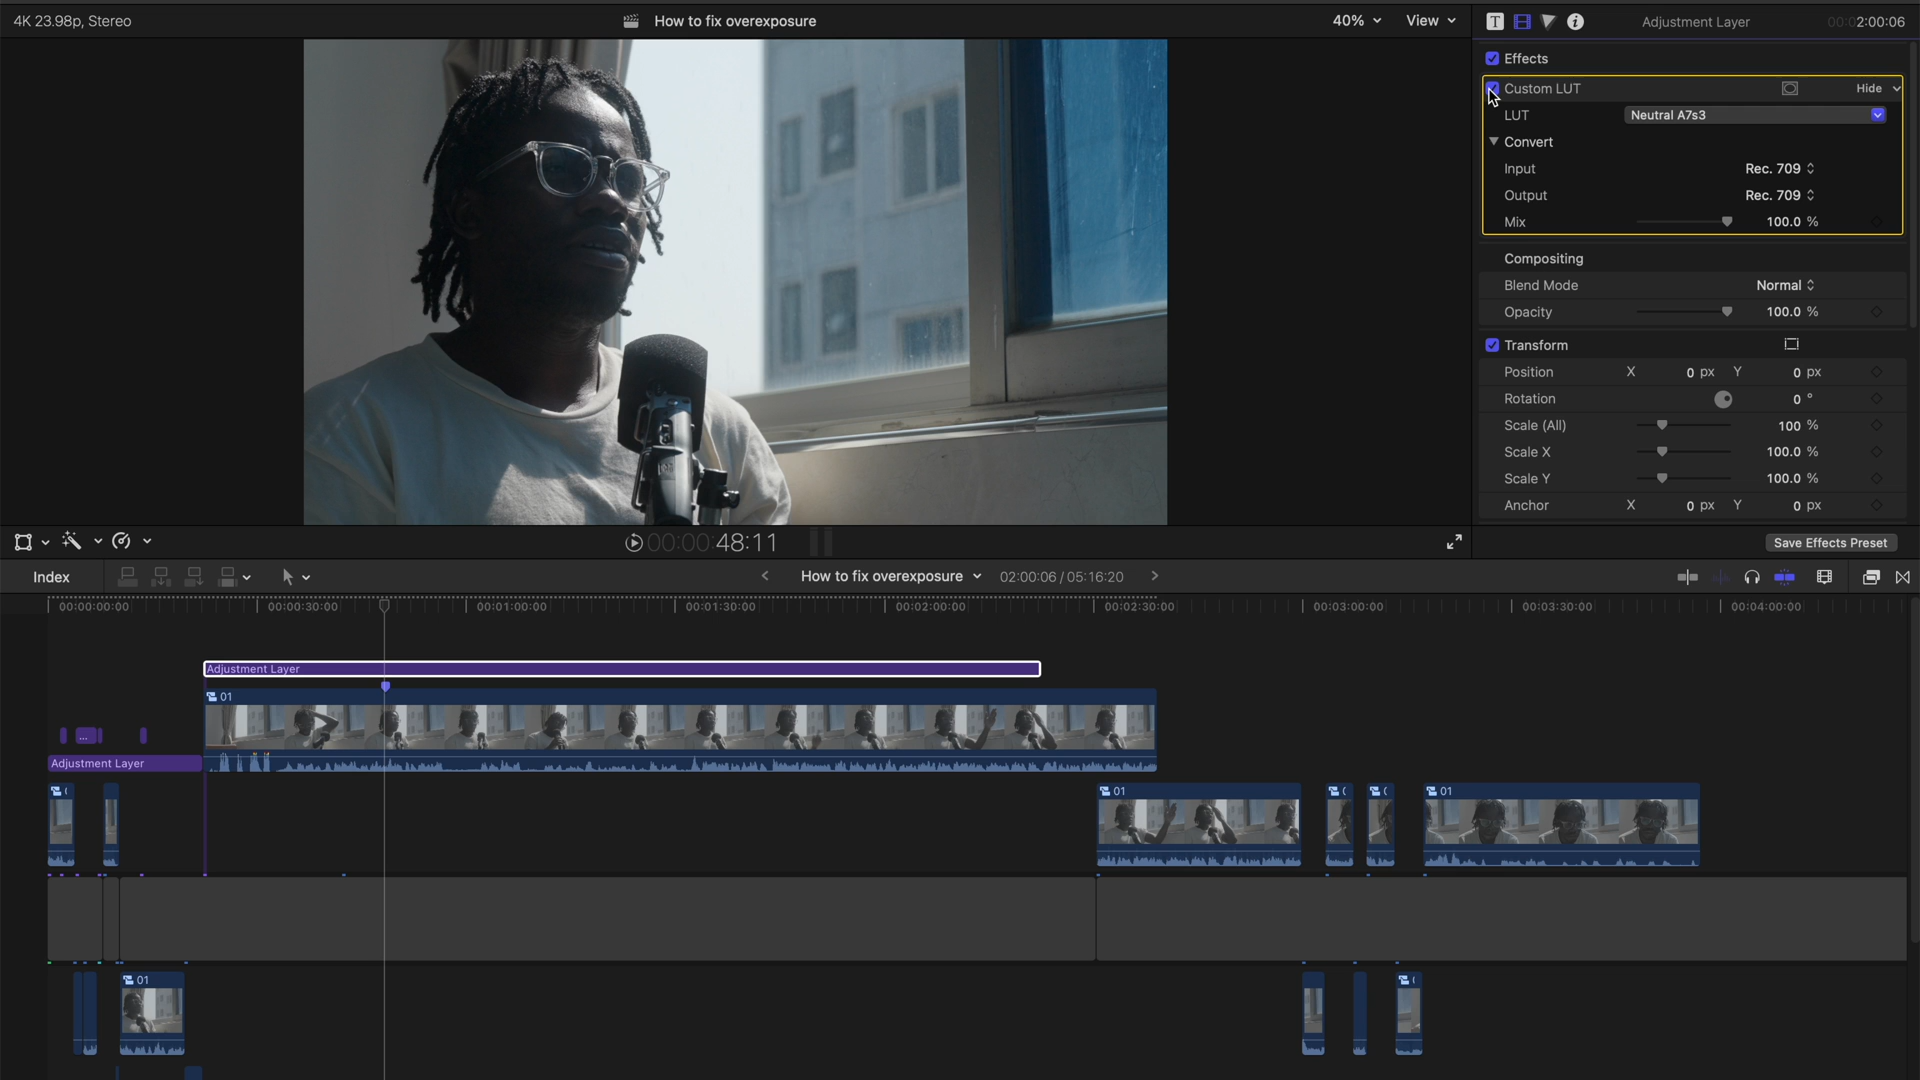 4K 23.98p, Stereo
How to fix overexposure
40%
View
Adjustment Layer
00:02:00:06
Effects
Custom LUT
Hide
LUT
Neutral A7s3
Convert
Input
Rec. 709
Output
Rec. 709
Mix
100.0 %
Compositing
Blend Mode
Normal
Opacity
100.0 %
Transform
Position X 0 px Y 0 px
Rotation 0 °
Scale (All) 100 %
Scale X 100.0 %
Scale Y 100.0 %
Anchor X 0 px Y 0 px
00:00:48:11
Save Effects Preset
Index
How to fix overexposure
02:00:06 / 05:16:20
00:00:00:00
00:00:30:00
00:01:00:00
00:01:30:00
00:02:00:00
00:02:30:00
00:03:00:00
00:03:30:00
00:04:00:00
Adjustment Layer
01
...
Adjustment Layer
01
01
01